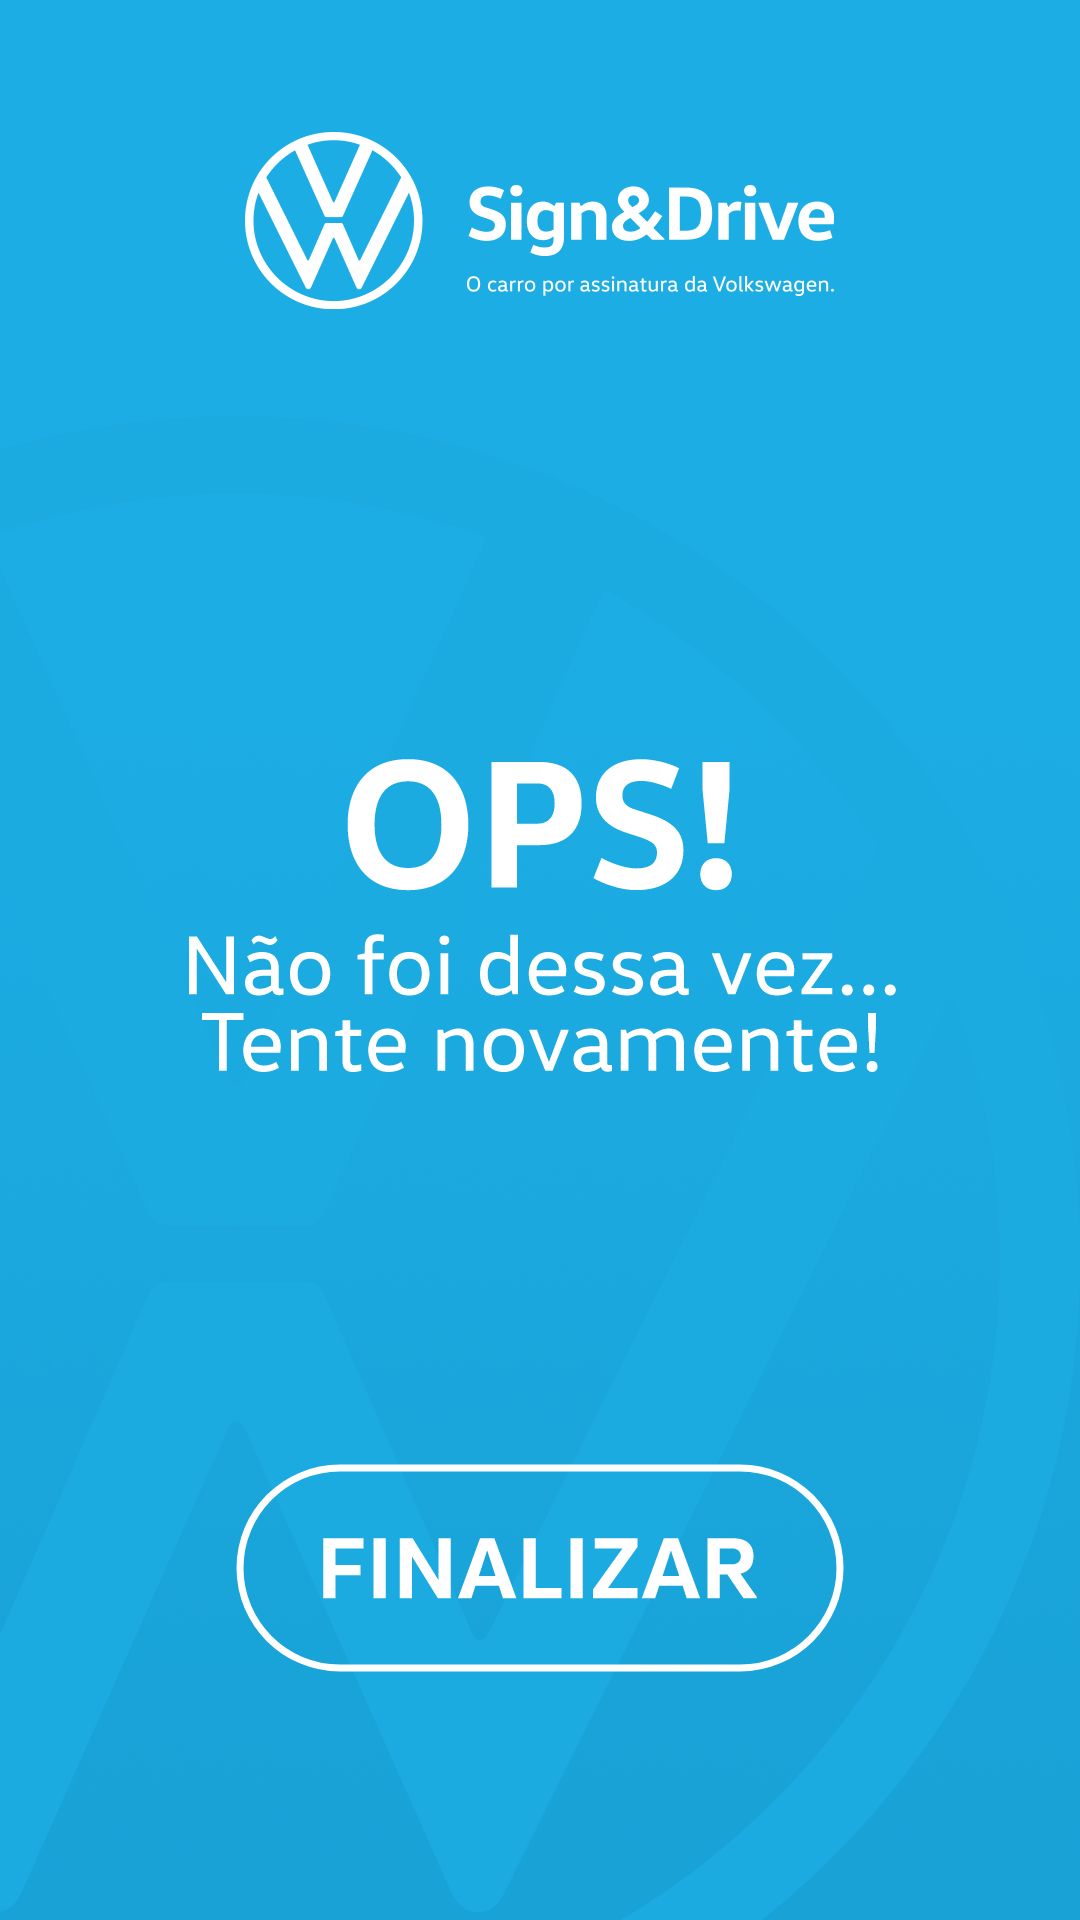 Sign&Drive
O carro por assinatura da Volkswagen.
OPS!
Não foi dessa vez...
Tente novamente!
FINALIZAR